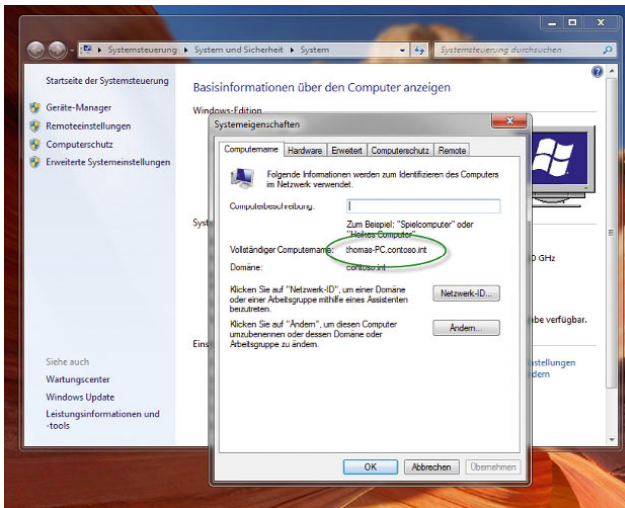 Systemsteuerung ▸ System und Sicherheit ▸ System
Systemsteuerung durchsuchen
Startseite der Systemsteuerung
Geräte-Manager
Remoteeinstellungen
Computerschutz
Erweiterte Systemeinstellungen
Siehe auch
Wartungscenter
Windows Update
Leistungsinformationen und
-tools
Basisinformationen über den Computer anzeigen
Windows-Edition
Syst
Eins
GHz
be verfügbar.
stellungen
dern
Systemeigenschaften
Computername
Hardware
Erweitert
Computerschutz
Remote
Folgende Informationen werden zum Identifizieren des Computers
im Netzwerk verwendet.
Computerbeschreibung:
Zum Beispiel: "Spielcomputer" oder
"Heikes Computer"
Vollständiger Computername: thomas-PC.contoso.int
Domäne: contoso.int
Klicken Sie auf "Netzwerk-ID", um einer Domäne
oder einer Arbeitsgruppe mithilfe eines Assistenten
beizutreten.
Netzwerk-ID...
Klicken Sie auf "Ändern", um diesen Computer
umzubenennen oder dessen Domäne oder
Arbeitsgruppe zu ändern.
Ändern...
OK
Abbrechen
Übernehmen